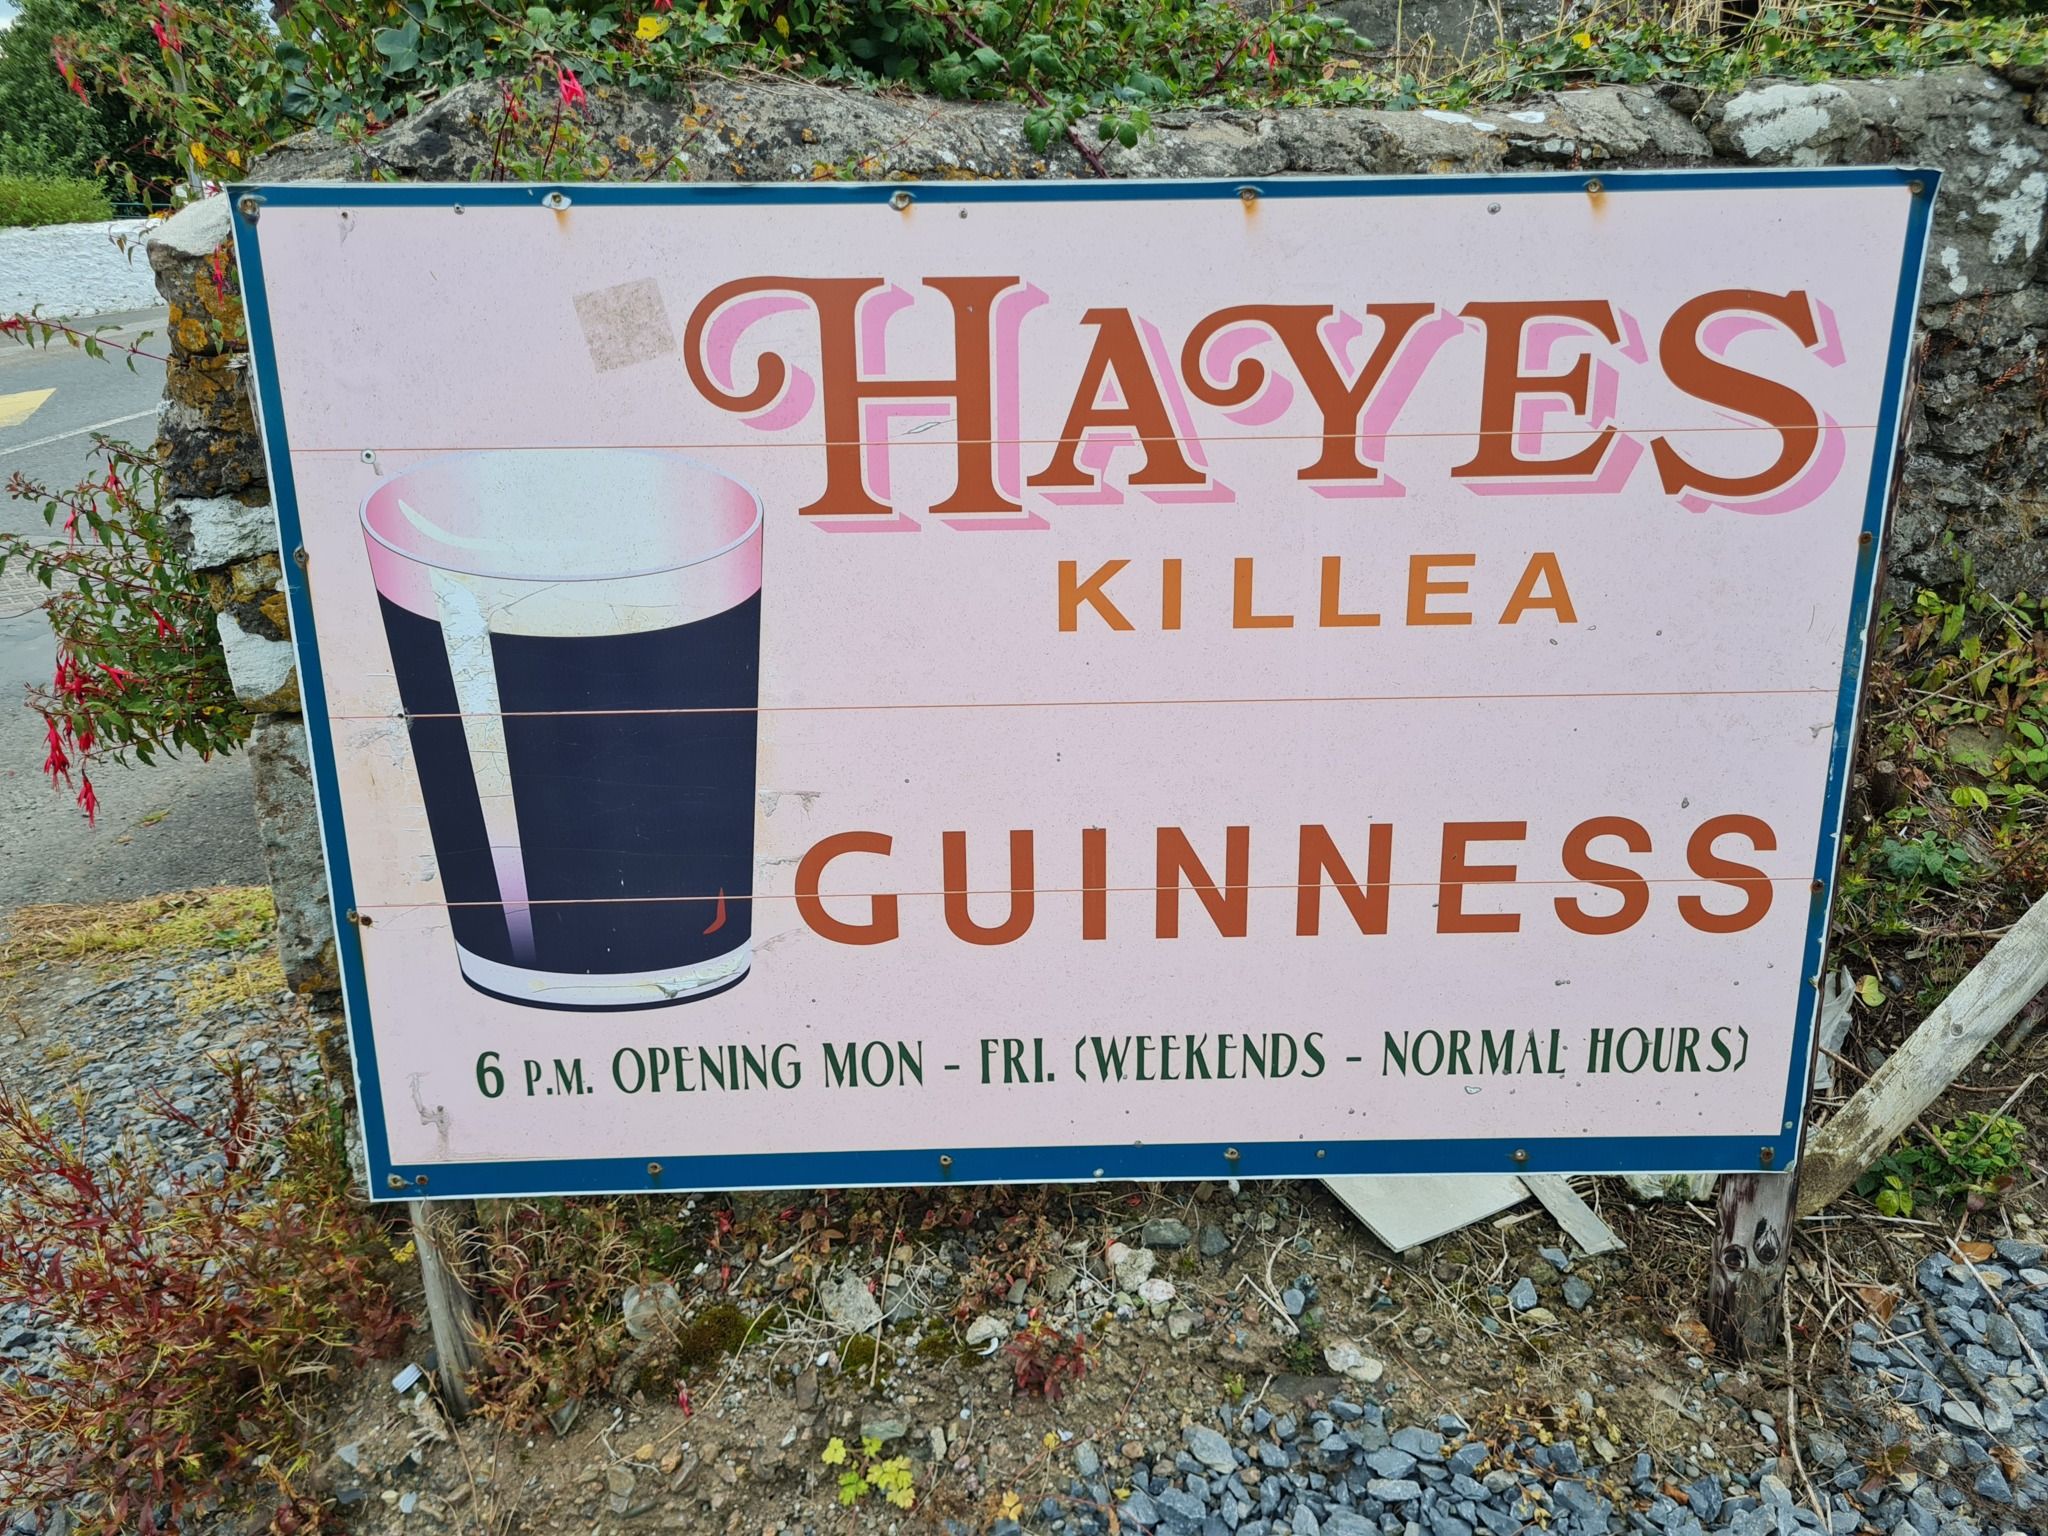 HAYES
KILLEA
GUINNESS
6 P.M. OPENING MON - FRI. (WEEKENDS - NORMAL HOURS)